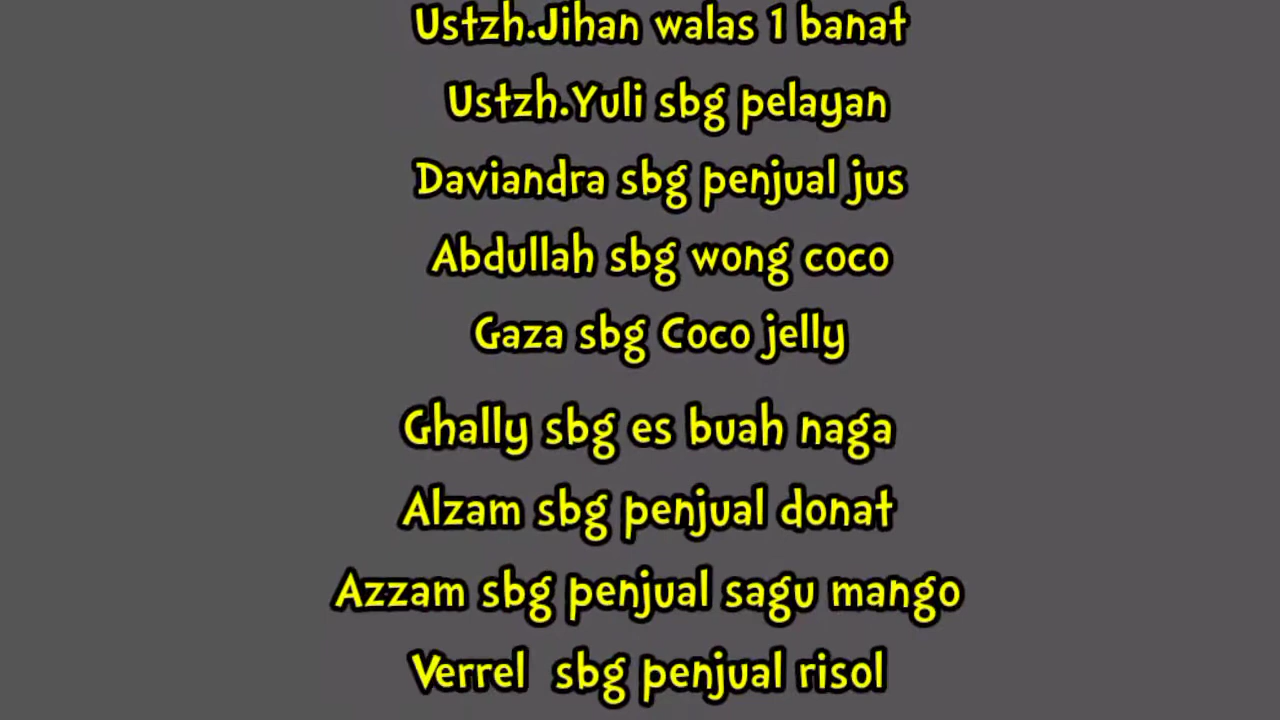 Ustzh.Jihan walas 1 banat
Ustzh.Yuli sbg pelayan
Daviandra sbg penjual jus
Abdullah sbg wong coco
Gaza sbg Coco jelly
Ghally sbg es buah naga
Alzam sbg penjual donat
Azzam sbg penjual sagu mango
Verrel sbg penjual risol